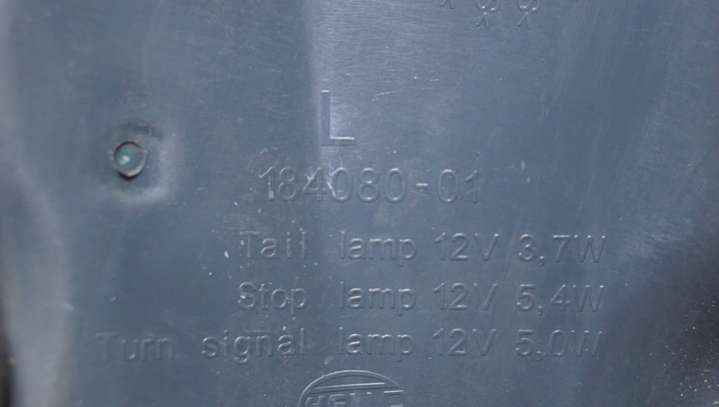 L
184080-01
Tail lamp 12V 3,7W
Stop lamp 12V 5,4W
Turn signal lamp 12V 5,0W